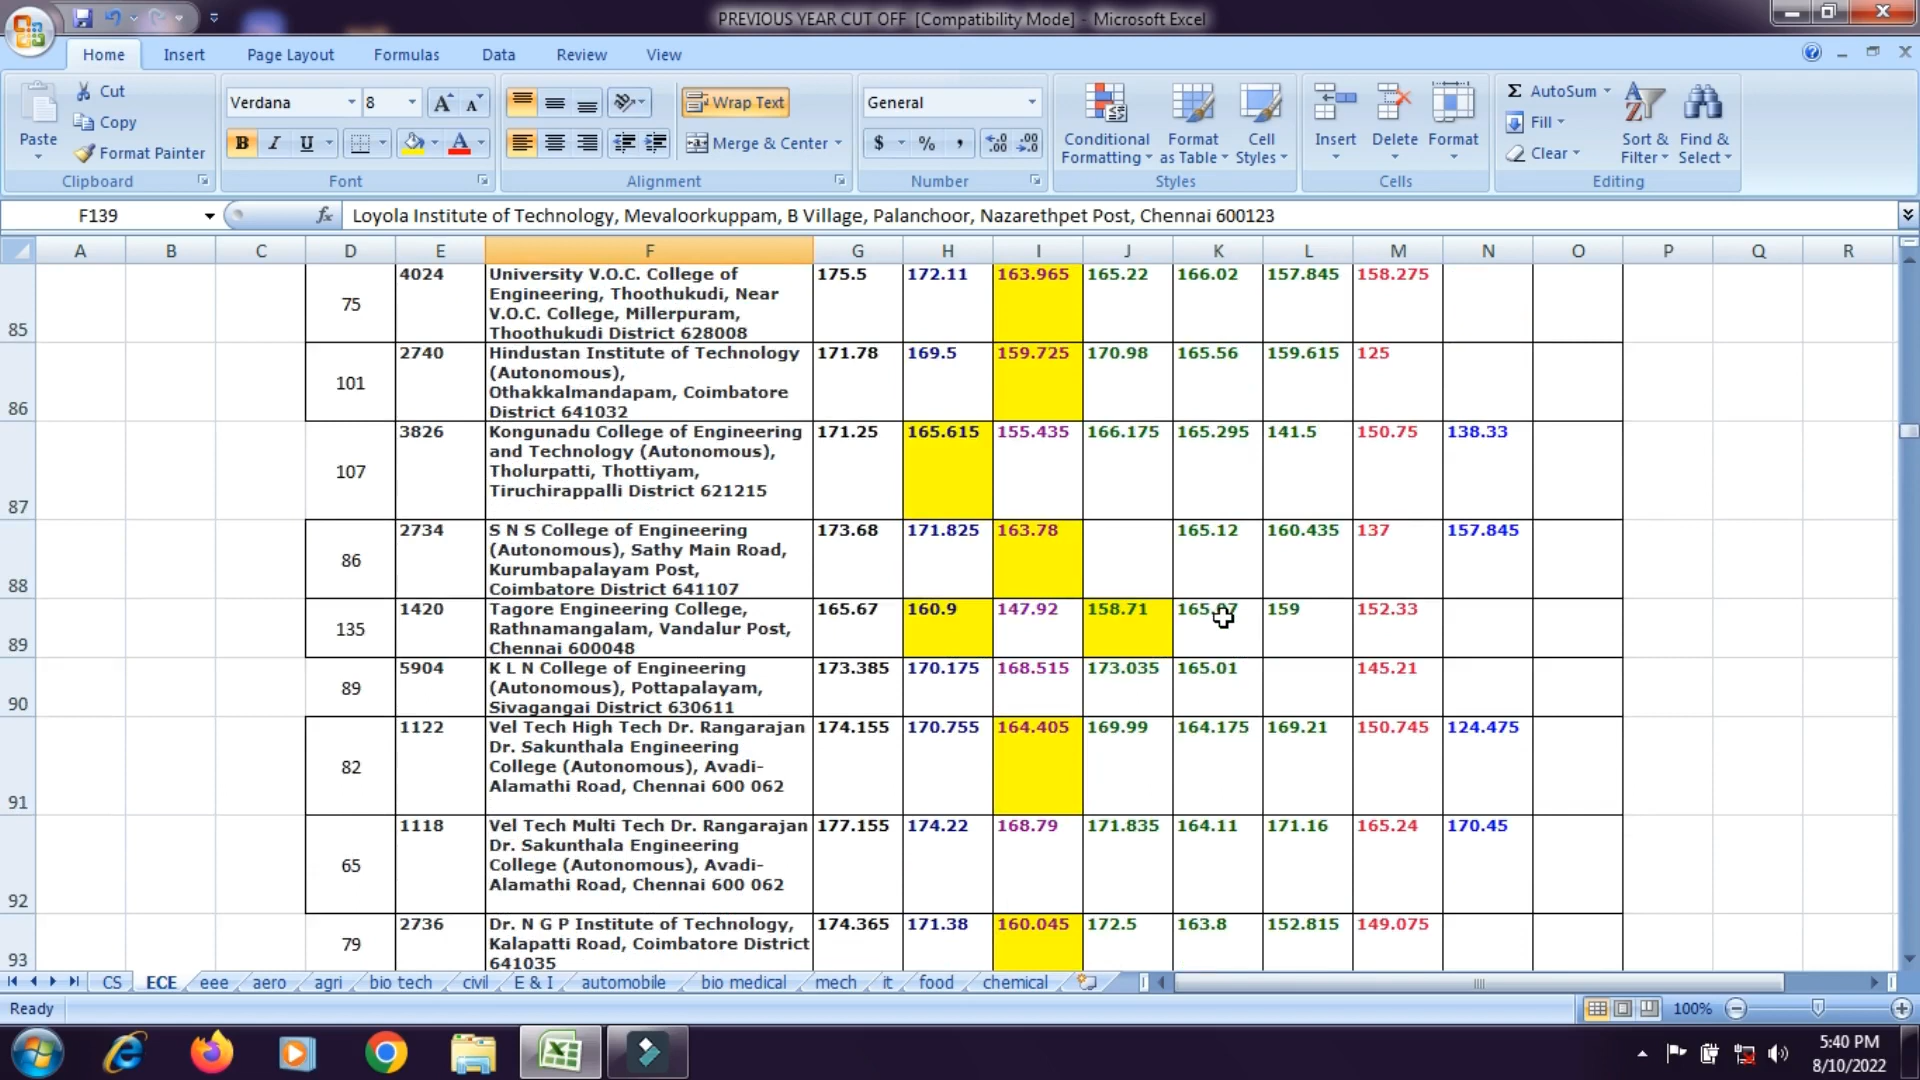 PREVIOUS YEAR CUT OFF [Compatibility Mode] - Microsoft Excel
Home Insert Page Layout Formulas Data Review View
Paste
Cut
Copy
Format Painter
Clipboard
Verdana 8
B I U
Font
Wrap Text
Merge & Center
Alignment
General
$ % ,
Number
Conditional Formatting
Format as Table
Cell Styles
Styles
Insert Delete Format
Cells
Σ AutoSum
Fill
Clear
Sort & Filter
Find & Select
Editing
F139 fx Loyola Institute of Technology, Mevaloorkuppam, B Village, Palanchoor, Nazarethpet Post, Chennai 600123
A B C D E F G H I J K L M N O P Q R
85 75 4024 University V.O.C. College of 175.5 172.11 163.965 165.22 166.02 157.845 158.275
Engineering, Thoothukudi, Near
V.O.C. College, Millerpuram,
Thoothukudi District 628008
86 101 2740 Hindustan Institute of Technology 171.78 169.5 159.725 170.98 165.56 159.615 125
(Autonomous),
Othakkalmandapam, Coimbatore
District 641032
87 107 3826 Kongunadu College of Engineering 171.25 165.615 155.435 166.175 165.295 141.5 150.75 138.33
and Technology (Autonomous),
Tholurpatti, Thottiyam,
Tiruchirappalli District 621215
88 86 2734 S N S College of Engineering 173.68 171.825 163.78 165.12 160.435 137 157.845
(Autonomous), Sathy Main Road,
Kurumbapalayam Post,
Coimbatore District 641107
89 135 1420 Tagore Engineering College, 165.67 160.9 147.92 158.71 159 152.33
Rathnamangalam, Vandalur Post,
Chennai 600048
90 89 5904 K L N College of Engineering 173.385 170.175 168.515 173.035 165.01 145.21
(Autonomous), Pottapalayam,
Sivagangai District 630611
91 82 1122 Vel Tech High Tech Dr. Rangarajan 174.155 170.755 164.405 169.99 164.175 169.21 150.745 124.475
Dr. Sakunthala Engineering
College (Autonomous), Avadi-
Alamathi Road, Chennai 600 062
92 65 1118 Vel Tech Multi Tech Dr. Rangarajan 177.155 174.22 168.79 171.835 164.11 171.16 165.24 170.45
Dr. Sakunthala Engineering
College (Autonomous), Avadi-
Alamathi Road, Chennai 600 062
93 79 2736 Dr. N G P Institute of Technology, 174.365 171.38 160.045 172.5 163.8 152.815 149.075
Kalapatti Road, Coimbatore District
641035
CS ECE eee aero agri bio tech civil E & I automobile bio medical mech it food chemical
Ready 100%
5:40 PM
8/10/2022